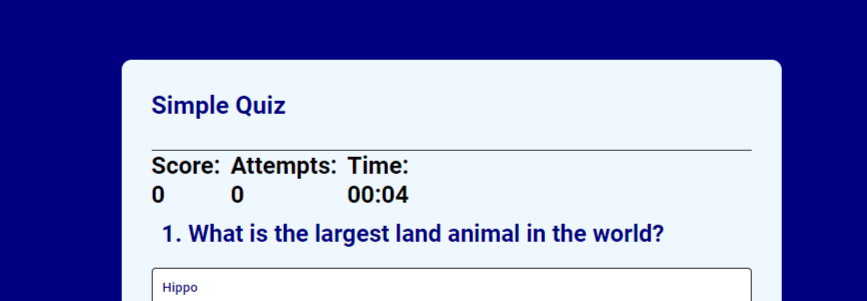 Simple Quiz
Score: Attempts: Time:
0 0 00:04
1. What is the largest land animal in the world?
Hippo